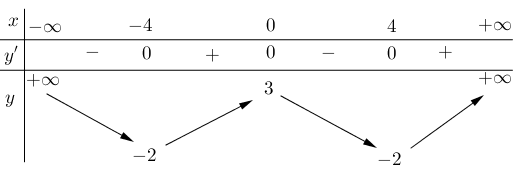 x −∞ −4 0 4 +∞
y′ − 0 + 0 − 0 +
+∞ +∞
y 3
−2 −2